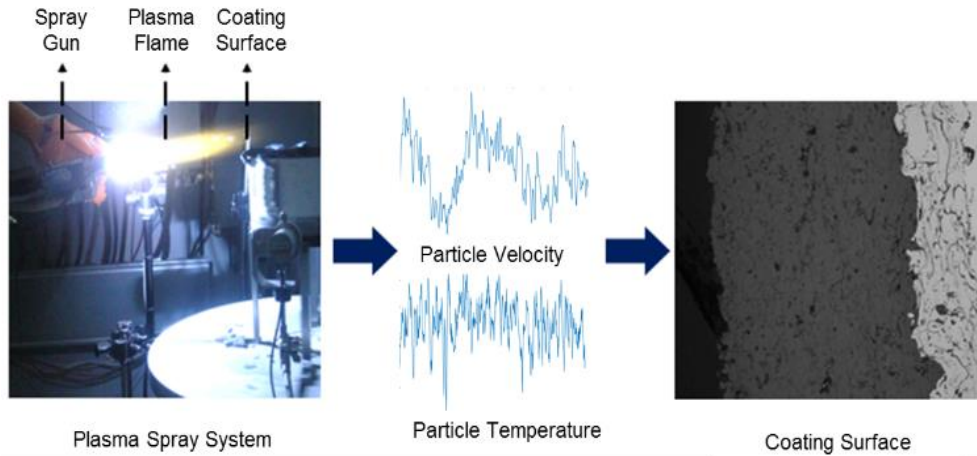 Spray Gun
Plasma Flame
Coating Surface
Particle Velocity
Particle Temperature
Plasma Spray System
Coating Surface